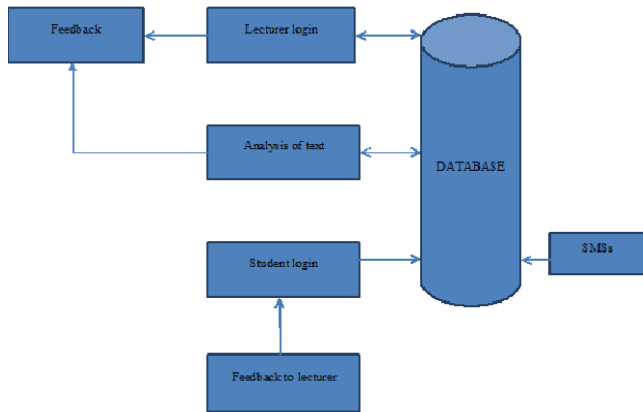 Feedback
Lecturer login
Analysis of text
DATABASE
SMSs
Student login
Feedback to lecturer